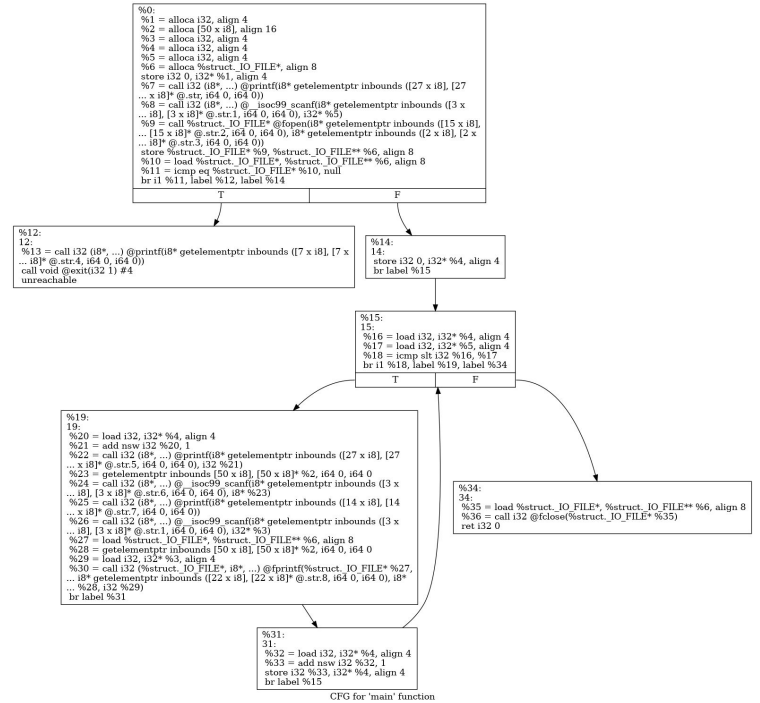 %0:
%1 = alloca i32, align 4
%2 = alloca [50 x i8], align 16
%3 = alloca i32, align 4
%4 = alloca i32, align 4
%5 = alloca i32, align 4
%6 = alloca %struct._IO_FILE*, align 8
store i32 0, i32* %1, align 4
%7 = call i32 (i8*, ...) @printf(i8* getelementptr inbounds ([27 x i8], [27
... x i8]* @.str, i64 0, i64 0))
%8 = call i32 (i8*, ...) @__isoc99_scanf(i8* getelementptr inbounds ([3 x
... i8], [3 x i8]* @.str.1, i64 0, i64 0), i32* %5)
%9 = call %struct._IO_FILE* @fopen(i8* getelementptr inbounds ([15 x i8],
... [15 x i8]* @.str.2, i64 0, i64 0), i8* getelementptr inbounds ([2 x i8], [2 x
... i8]* @.str.3, i64 0, i64 0))
store %struct._IO_FILE* %9, %struct._IO_FILE** %6, align 8
%10 = load %struct._IO_FILE*, %struct._IO_FILE** %6, align 8
%11 = icmp eq %struct._IO_FILE* %10, null
br i1 %11, label %12, label %14
T
F
%12:
12:
%13 = call i32 (i8*, ...) @printf(i8* getelementptr inbounds ([7 x i8], [7 x
... i8]* @.str.4, i64 0, i64 0))
call void @exit(i32 1) #4
unreachable
%14:
14:
store i32 0, i32* %4, align 4
br label %15
%15:
15:
%16 = load i32, i32* %4, align 4
%17 = load i32, i32* %5, align 4
%18 = icmp slt i32 %16, %17
br i1 %18, label %19, label %34
T
F
%19:
19:
%20 = load i32, i32* %4, align 4
%21 = add nsw i32 %20, 1
%22 = call i32 (i8*, ...) @printf(i8* getelementptr inbounds ([27 x i8], [27
... x i8]* @.str.5, i64 0, i64 0), i32 %21)
%23 = getelementptr inbounds [50 x i8], [50 x i8]* %2, i64 0, i64 0
%24 = call i32 (i8*, ...) @__isoc99_scanf(i8* getelementptr inbounds ([3 x
... i8], [3 x i8]* @.str.6, i64 0, i64 0), i8* %23)
%25 = call i32 (i8*, ...) @printf(i8* getelementptr inbounds ([14 x i8], [14
... x i8]* @.str.7, i64 0, i64 0))
%26 = call i32 (i8*, ...) @__isoc99_scanf(i8* getelementptr inbounds ([3 x
... i8], [3 x i8]* @.str.1, i64 0, i64 0), i32* %3)
%27 = load %struct._IO_FILE*, %struct._IO_FILE** %6, align 8
%28 = getelementptr inbounds [50 x i8], [50 x i8]* %2, i64 0, i64 0
%29 = load i32, i32* %3, align 4
%30 = call i32 (%struct._IO_FILE*, i8*, ...) @fprintf(%struct._IO_FILE* %27,
... i8* getelementptr inbounds ([22 x i8], [22 x i8]* @.str.8, i64 0, i64 0), i8*
... %28, i32 %29)
br label %31
%34:
34:
%35 = load %struct._IO_FILE*, %struct._IO_FILE** %6, align 8
%36 = call i32 @fclose(%struct._IO_FILE* %35)
ret i32 0
%31:
31:
%32 = load i32, i32* %4, align 4
%33 = add nsw i32 %32, 1
store i32 %33, i32* %4, align 4
br label %15
CFG for 'main' function